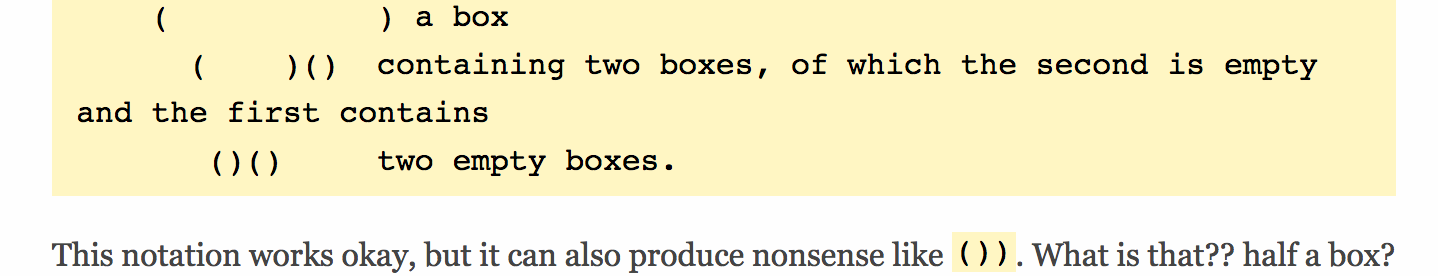 ( ) a box
( )() containing two boxes, of which the second is empty
and the first contains
()() two empty boxes.
This notation works okay, but it can also produce nonsense like ()). What is that?? half a box?